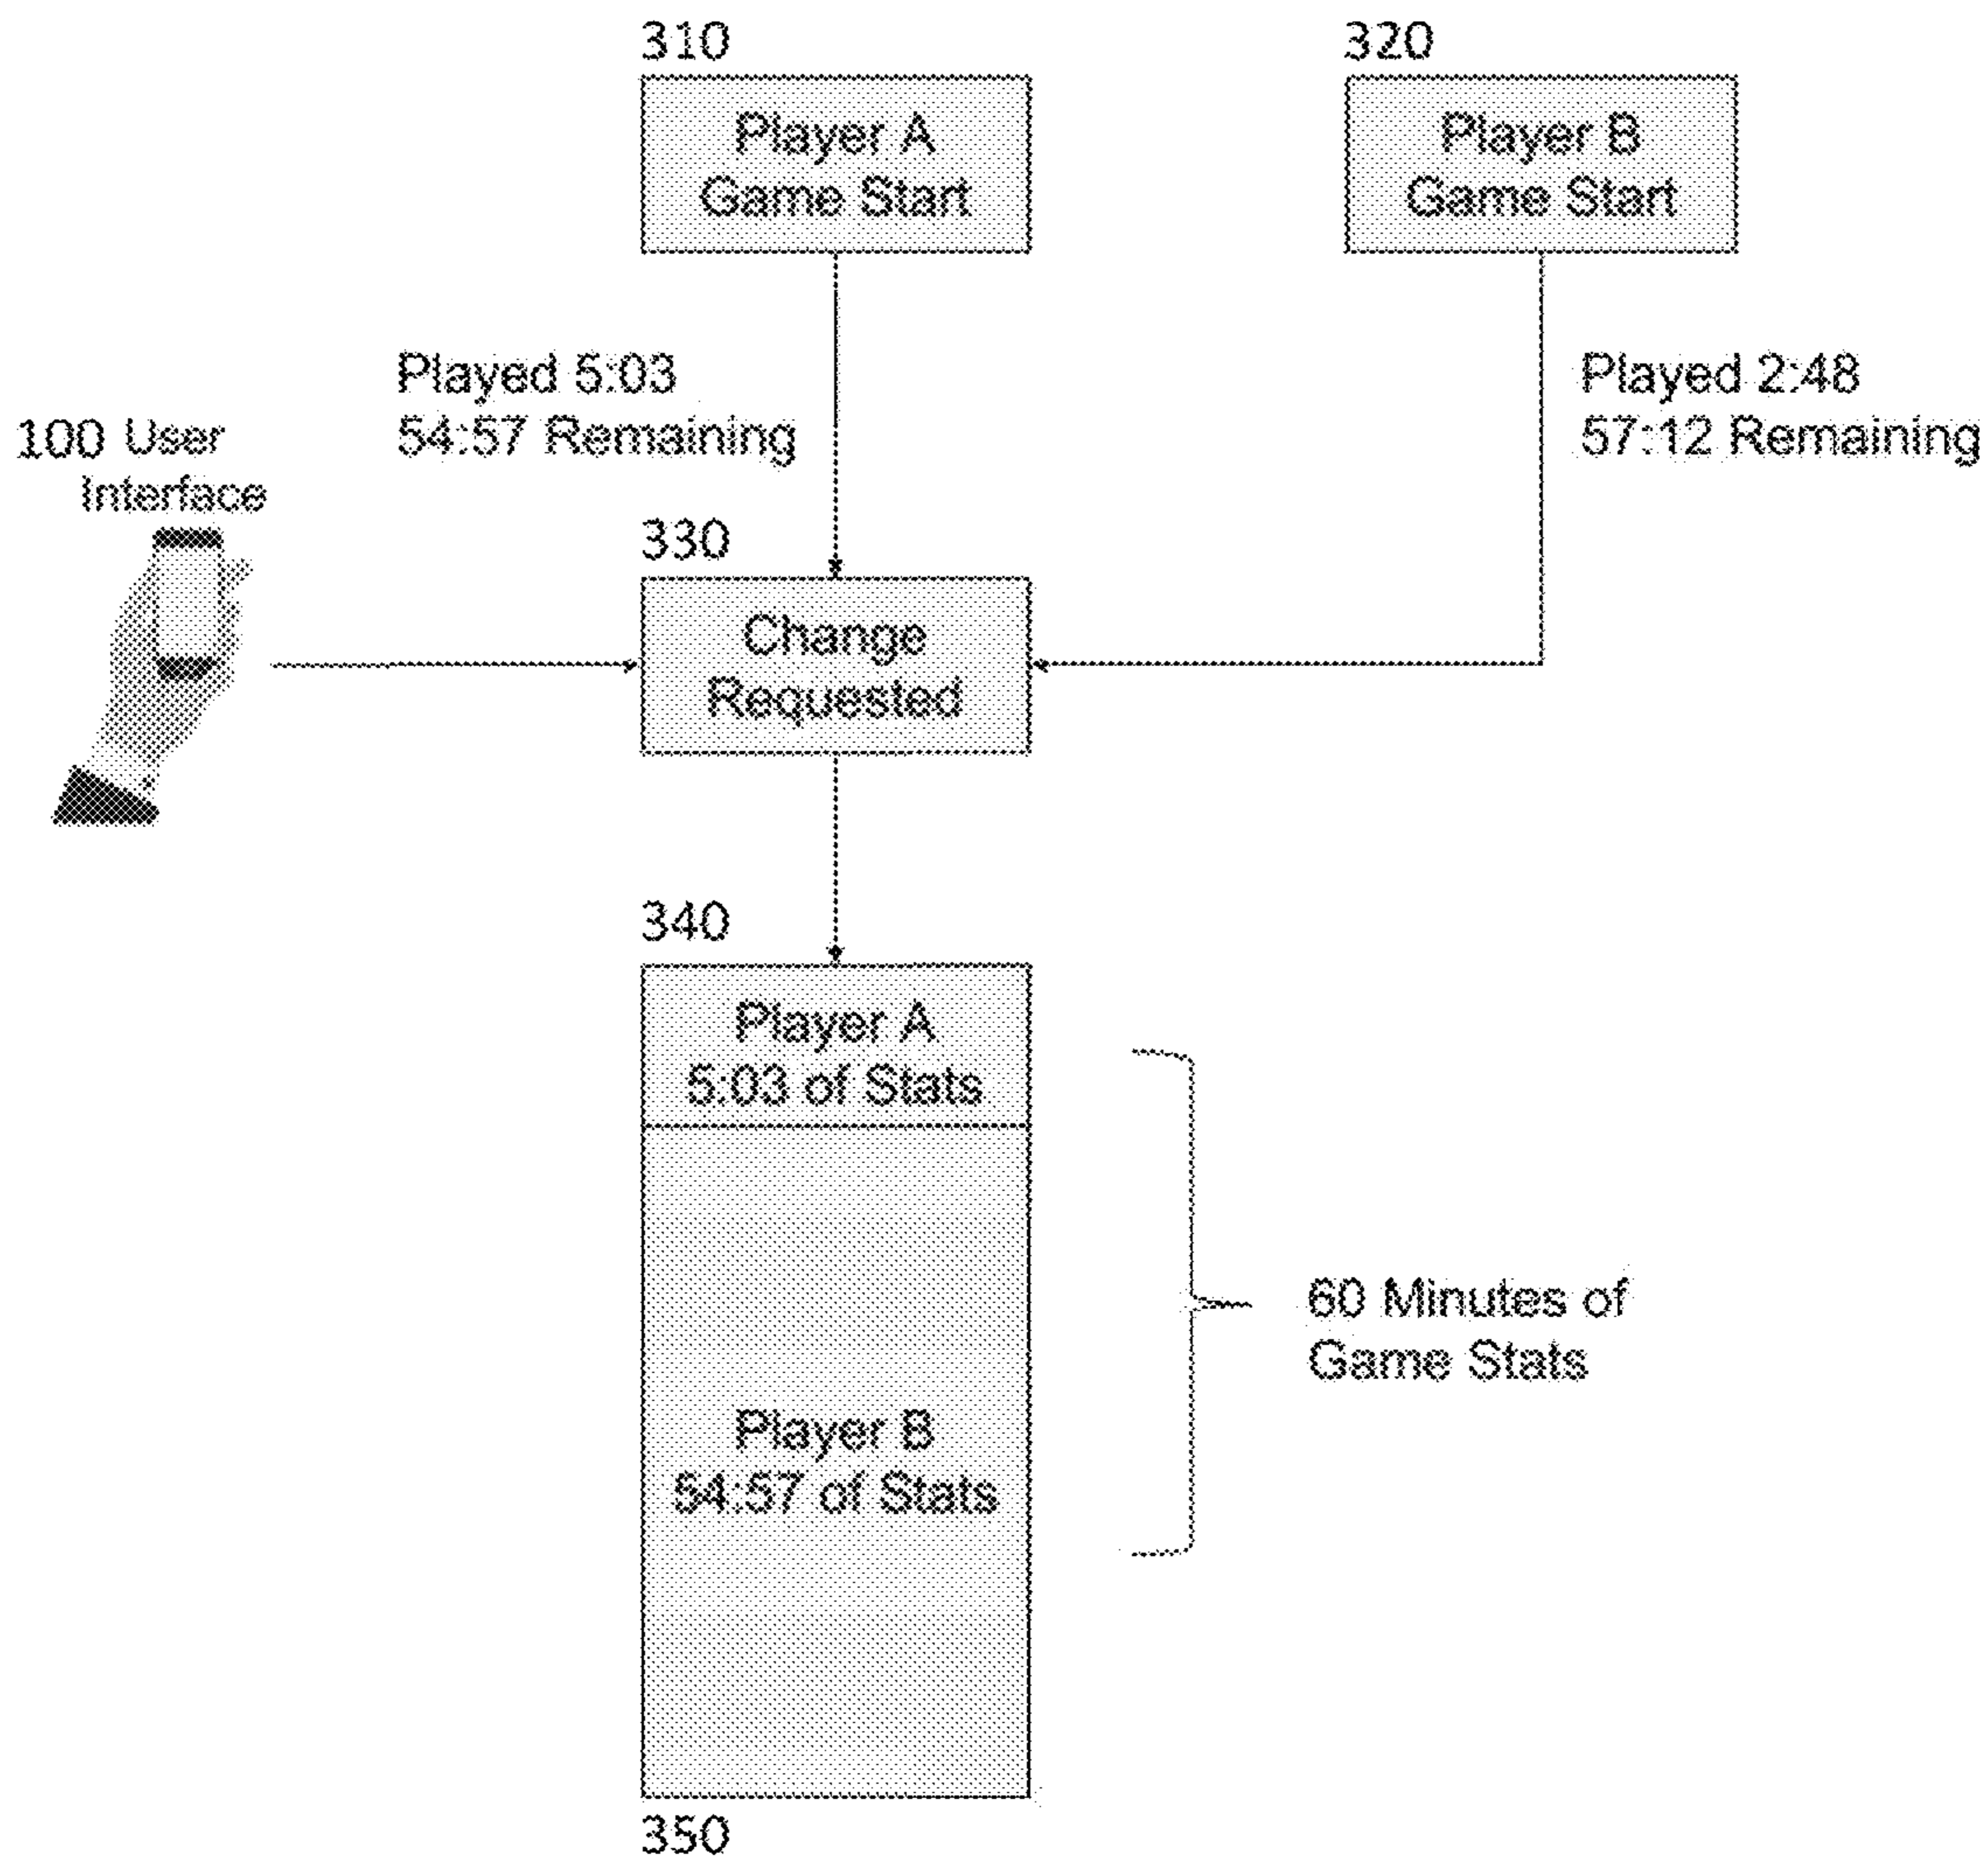 310
Player A
Game Start
320
Player B
Game Start
Played 5:03
54:57 Remaining
Played 2:48
57:12 Remaining
100 User
Interface
330
Change
Requested
340
Player A
5:03 of Stats
Player B
54:57 of Stats
60 Minutes of
Game Stats
350